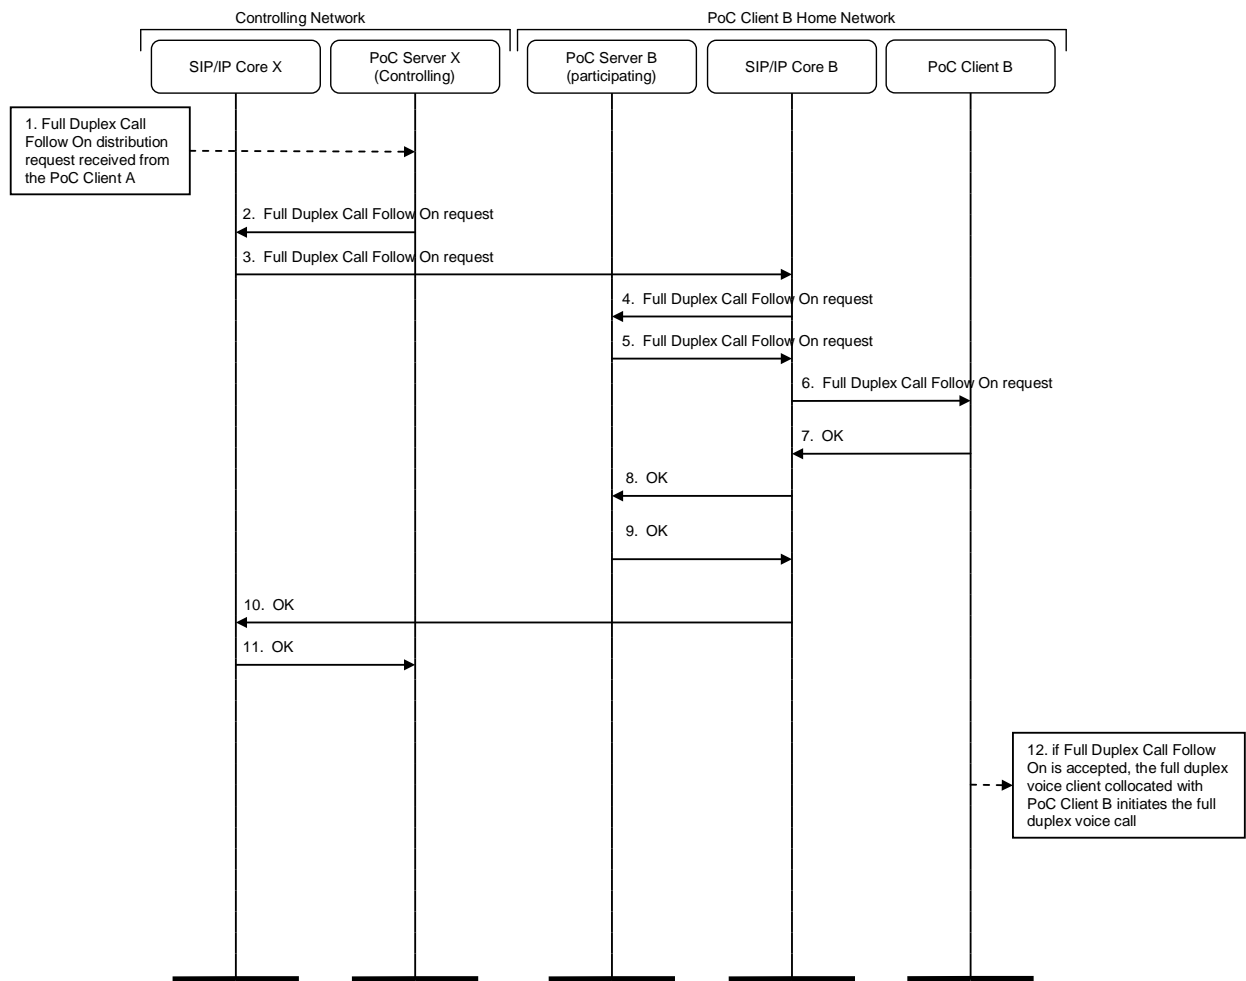 Controlling Network
PoC Client B Home Network
SIP/IP Core X
PoC Server X
(Controlling)
PoC Server B
(participating)
SIP/IP Core B
PoC Client B
1. Full Duplex Call
Follow On distribution
request received from
the PoC Client A
2. Full Duplex Call Follow On request
3. Full Duplex Call Follow On request
4. Full Duplex Call Follow On request
5. Full Duplex Call Follow On request
6. Full Duplex Call Follow On request
7. OK
8. OK
9. OK
10. OK
11. OK
12. if Full Duplex Call Follow
On is accepted, the full duplex
voice client collocated with
PoC Client B initiates the full
duplex voice call